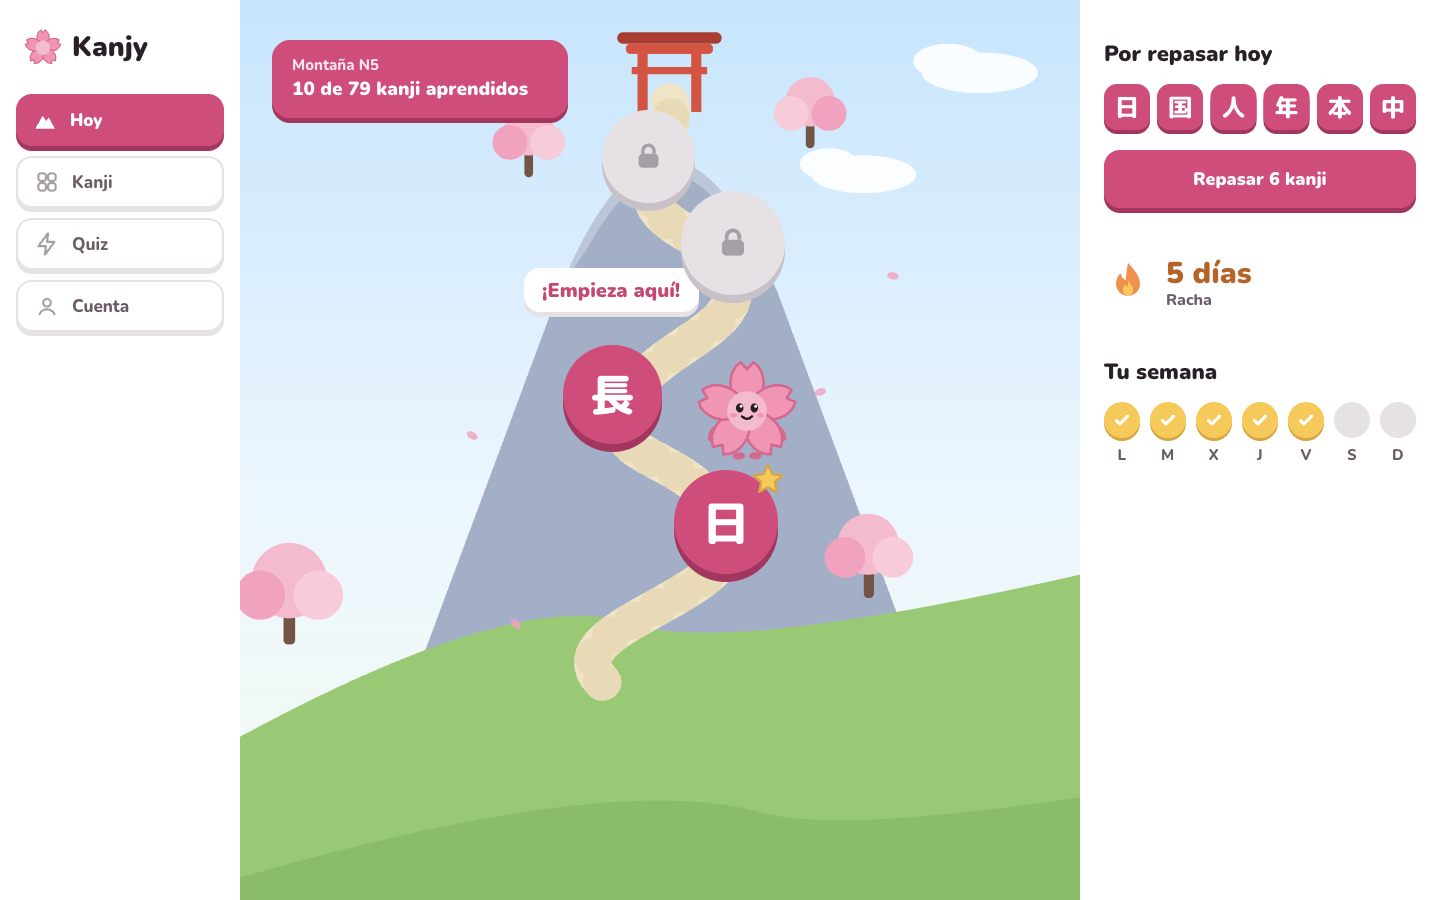 Kanjy
Hoy
Kanji
Quiz
Cuenta
Montaña N5
10 de 79 kanji aprendidos
¡Empieza aquí!
長
日
Por repasar hoy
日 国 人 年 本 中
Repasar 6 kanji
5 días
Racha
Tu semana
L M X J V S D